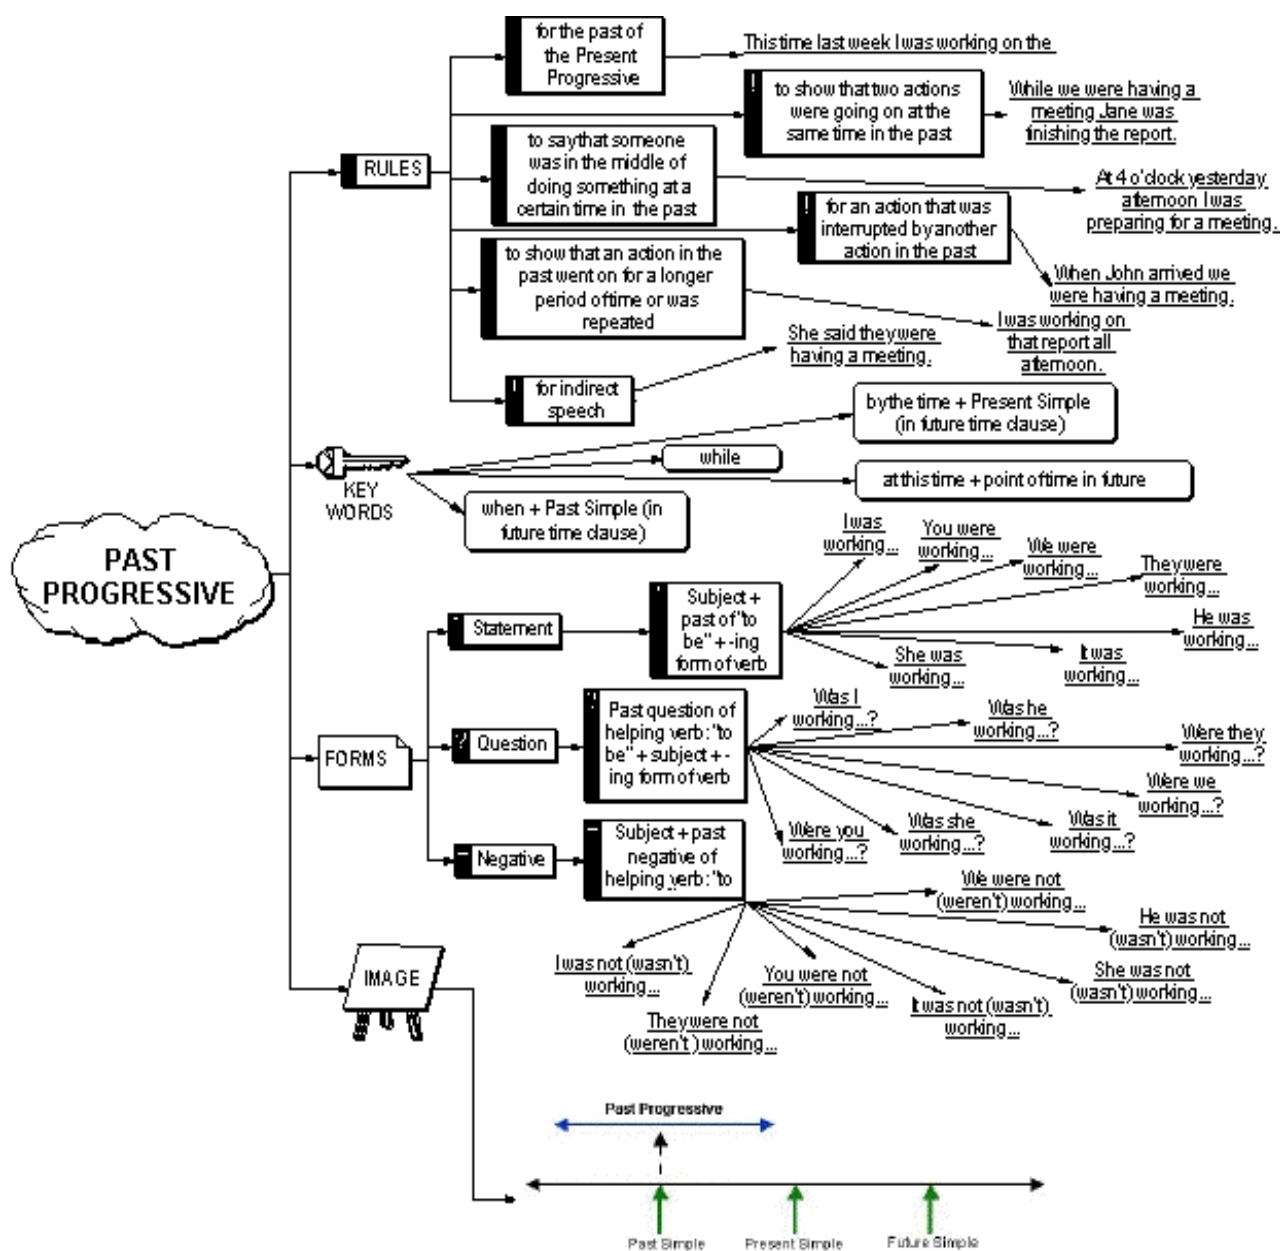 for the past of
the Present
Progressive
This time last week I was working on the
to show that two actions
were going on at the
same time in the past
While we were having a
meeting Jane was
finishing the report.
RULES
to say that someone
was in the middle of
doing something at a
certain time in the past
At 4 o'clock yesterday
afternoon I was
preparing for a meeting.
for an action that was
interrupted by another
action in the past
When John arrived we
were having a meeting.
to show that an action in the
past went on for a longer
period of time or was
repeated
I was working on
that report all
afternoon.
for indirect
speech
She said they were
having a meeting.
KEY
WORDS
by the time + Present Simple
(in future time clause)
while
at this time + point of time in future
when + Past Simple (in
future time clause)
PAST
PROGRESSIVE
FORMS
Statement
Subject +
past of "to
be" + -ing
form of verb
I was
working...
You were
working...
We were
working...
They were
working...
He was
working...
It was
working...
She was
working...
?
Question
Past question of
helping verb: "to
be" + subject + -
ing form of verb
Was I
working...?
Was he
working...?
Were they
working...?
Were we
working...?
Was it
working...?
Was she
working...?
Were you
working...?
Negative
Subject + past
negative of
helping verb: "to
We were not
(weren't) working...
He was not
(wasn't) working...
She was not
(wasn't) working...
It was not (wasn't)
working...
You were not
(weren't) working...
They were not
(weren't ) working...
I was not (wasn't)
working...
IMAGE
Past Progressive
Past Simple
Present Simple
Future Simple